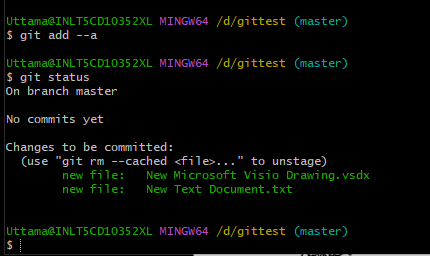 Uttama@INLT5CD10352XL MINGW64 /d/gittest (master)
$ git add --a
Uttama@INLT5CD10352XL MINGW64 /d/gittest (master)
$ git status
On branch master
No commits yet
Changes to be committed:
(use "git rm --cached <file>..." to unstage)
new file: New Microsoft Visio Drawing.vsdx
new file: New Text Document.txt
Uttama@INLT5CD10352XL MINGW64 /d/gittest (master)
$